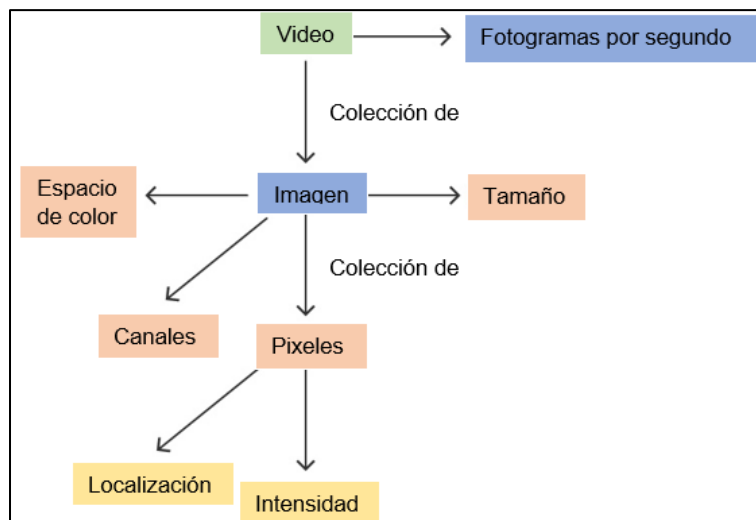 Video
Fotogramas por segundo
Colección de
Espacio
de color
Imagen
Tamaño
Colección de
Canales
Pixeles
Localización
Intensidad